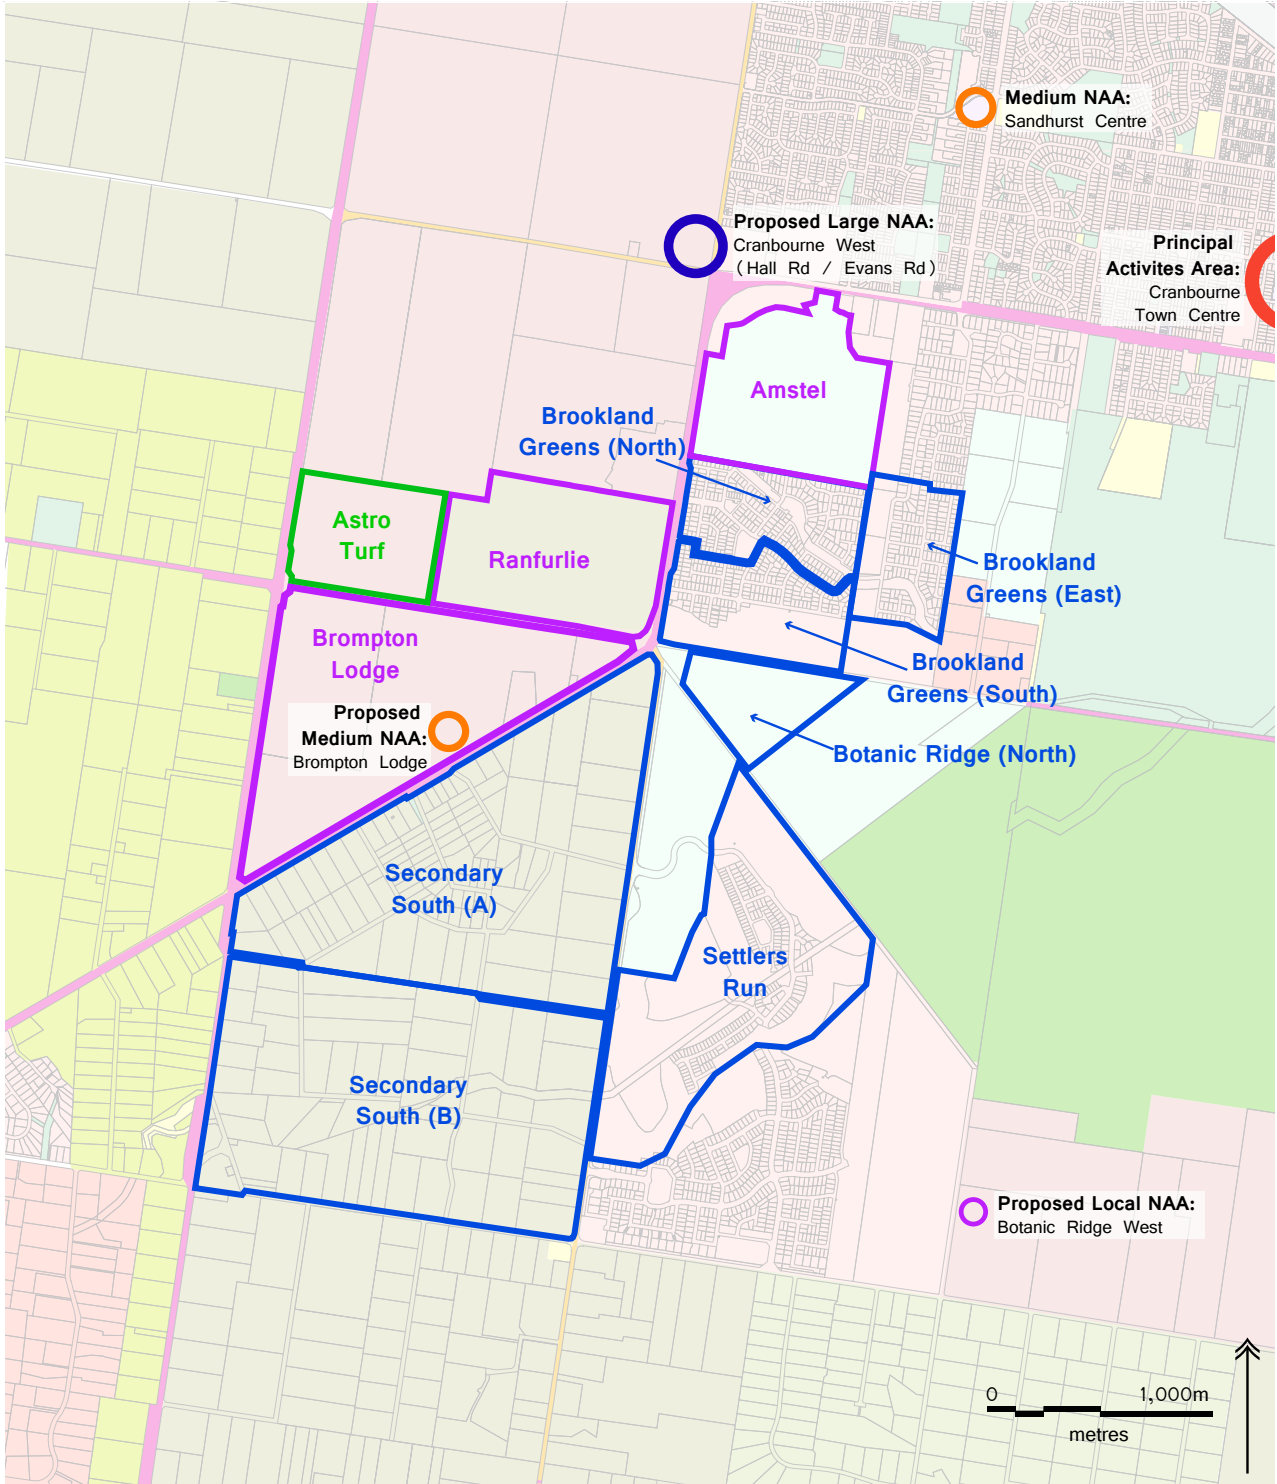 Medium NAA:
Sandhurst Centre
Proposed Large NAA:
Cranbourne West
(Hall Rd / Evans Rd)
Principal
Activites Area:
Cranbourne
Town Centre
Amstel
Brookland
Greens (North)
Astro
Turf
Ranfurlie
Brookland
Greens (East)
Brompton
Lodge
Brookland
Greens (South)
Proposed
Medium NAA:
Brompton Lodge
Botanic Ridge (North)
Secondary
South (A)
Settlers
Run
Secondary
South (B)
Proposed Local NAA:
Botanic Ridge West
0 1,000m
metres